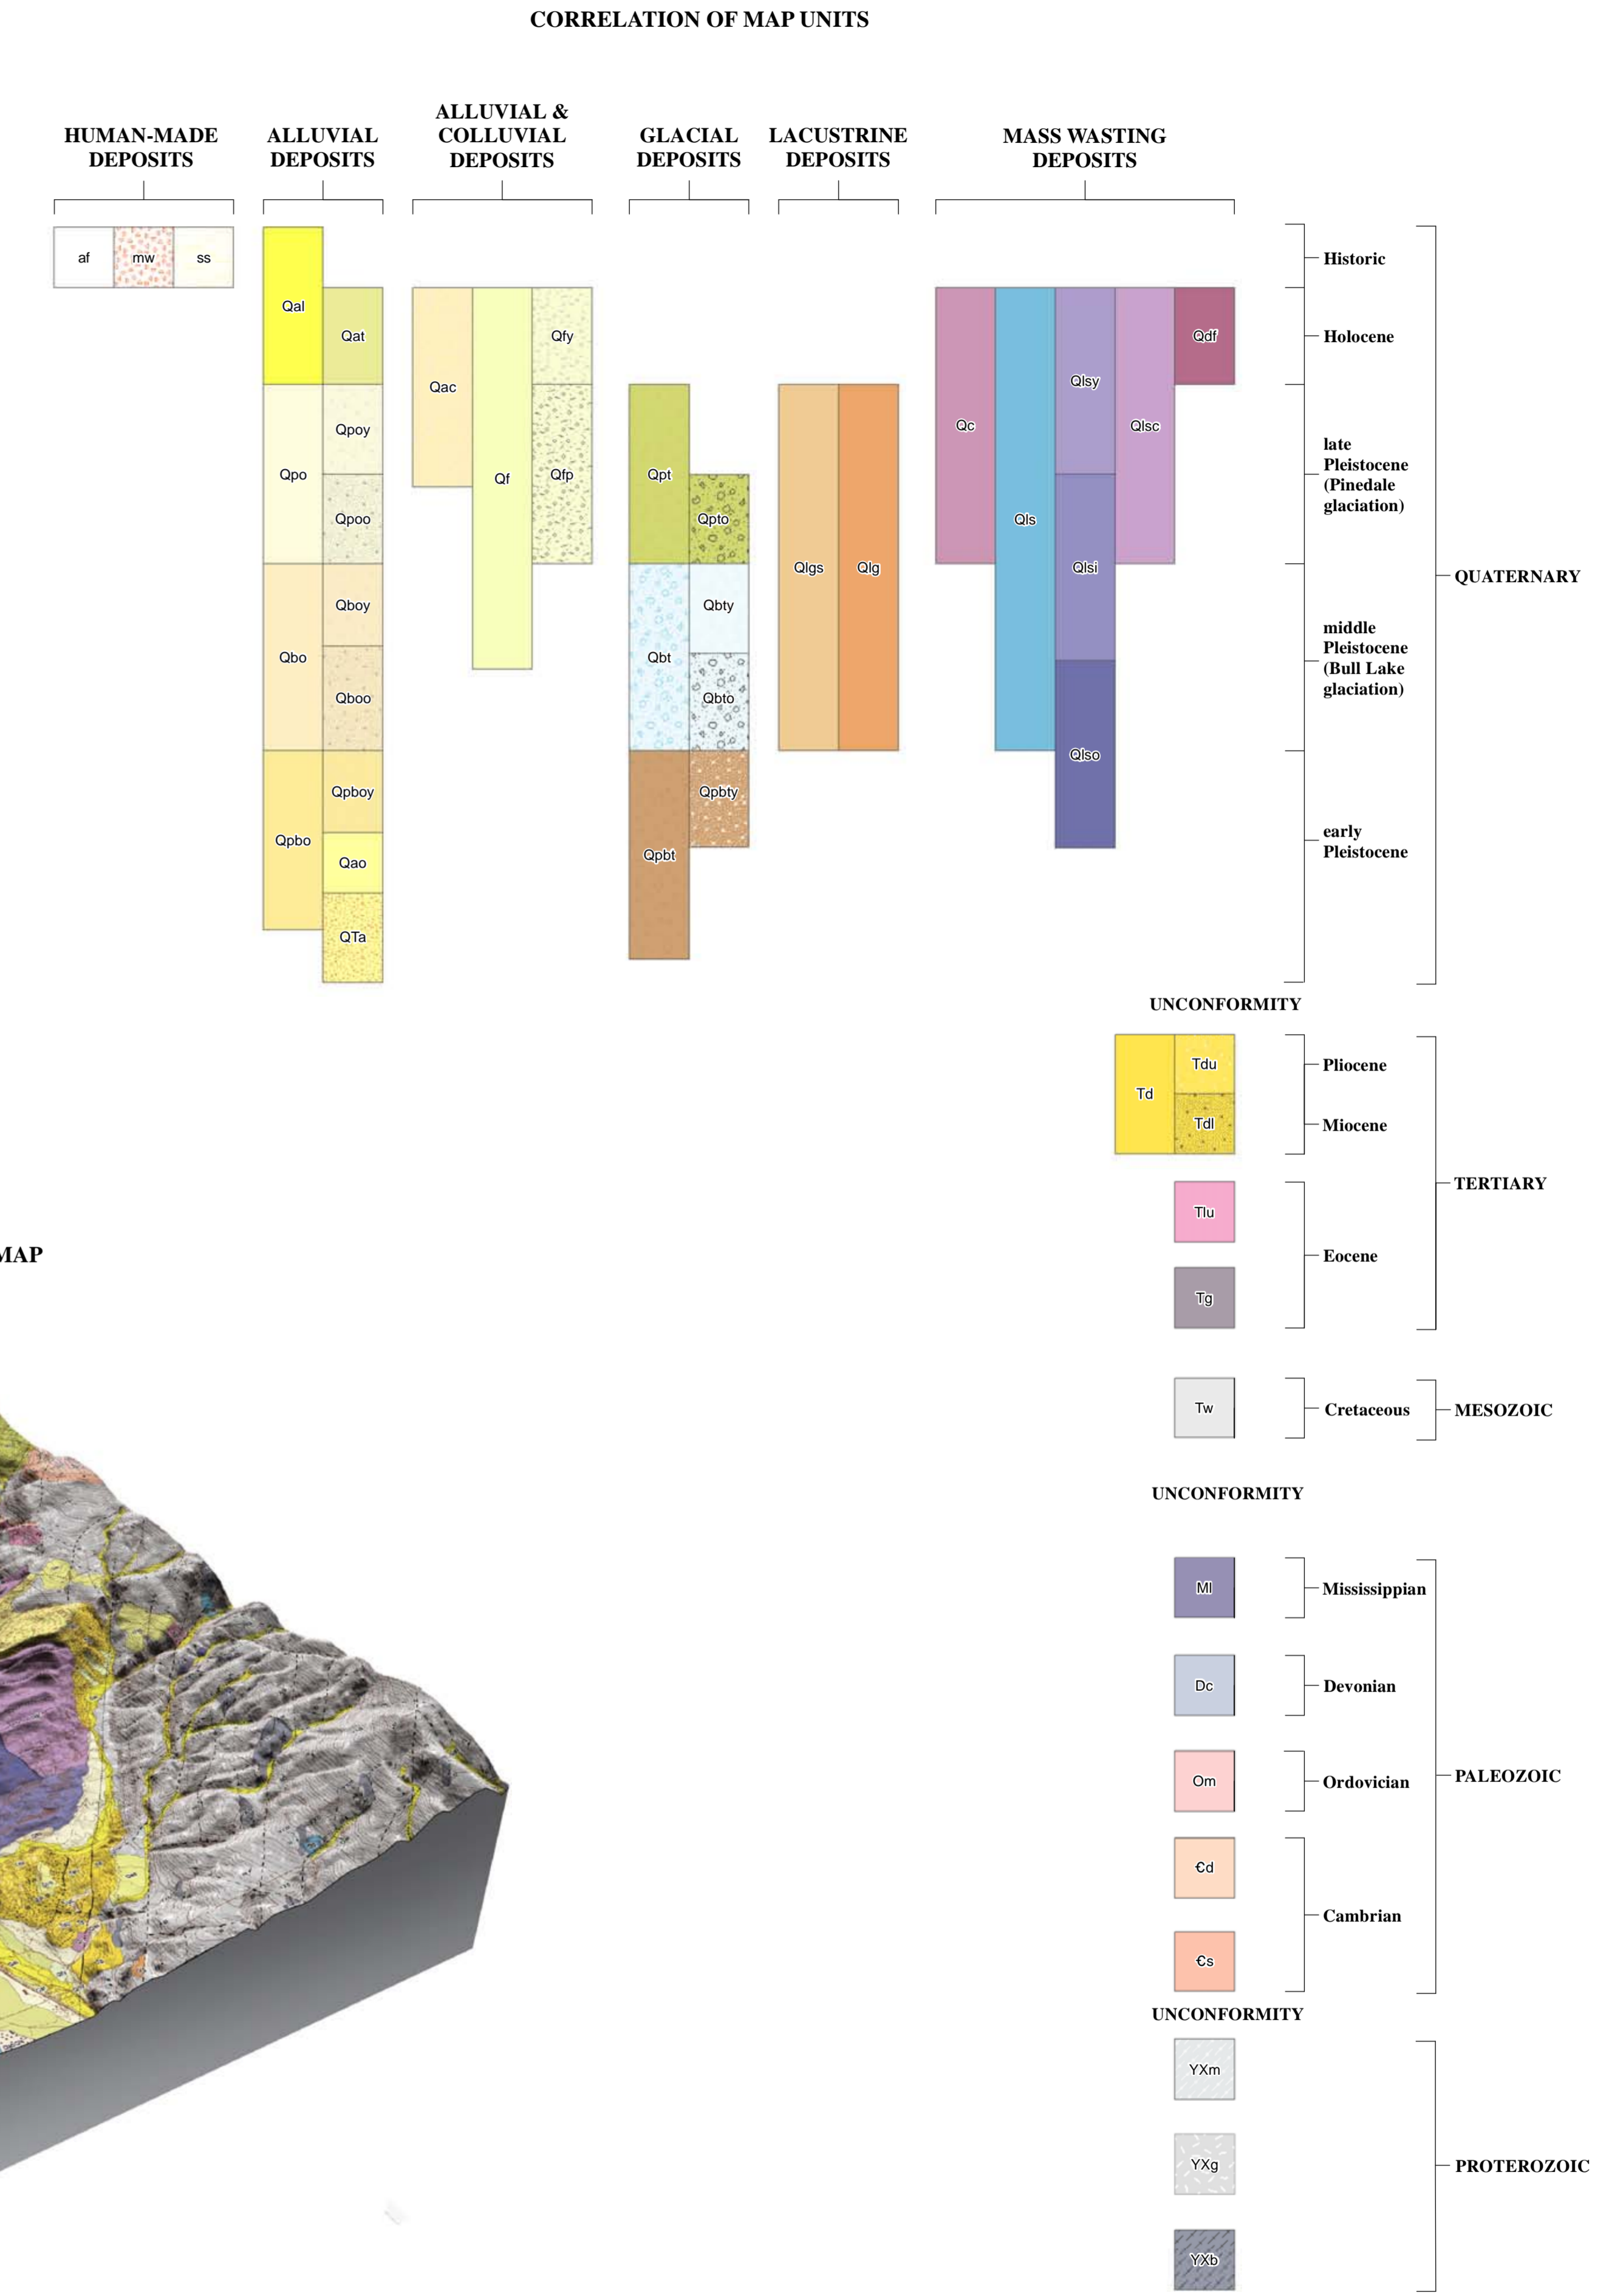 CORRELATION OF MAP UNITS
HUMAN-MADE
DEPOSITS
ALLUVIAL
DEPOSITS
ALLUVIAL &
COLLUVIAL
DEPOSITS
GLACIAL
DEPOSITS
LACUSTRINE
DEPOSITS
MASS WASTING
DEPOSITS
af
mw
ss
Qal
Qat
Qpo
Qpoy
Qpoo
Qbo
Qboy
Qboo
Qpbo
Qpboy
Qao
QTa
Qac
Qf
Qfy
Qfp
Qpt
Qpto
Qbt
Qbty
Qbto
Qpbt
Qpbty
Qlgs
Qlg
Qc
Qls
Qlsy
Qlsi
Qlso
Qlsc
Qdf
Historic
Holocene
late
Pleistocene
(Pinedale
glaciation)
middle
Pleistocene
(Bull Lake
glaciation)
early
Pleistocene
QUATERNARY
UNCONFORMITY
Td
Tdu
Tdl
Pliocene
Miocene
Tlu
Tg
Eocene
TERTIARY
MAP
Tw
Cretaceous
MESOZOIC
UNCONFORMITY
Ml
Mississippian
Dc
Devonian
Om
Ordovician
Єd
Єs
Cambrian
PALEOZOIC
UNCONFORMITY
YXm
YXg
YXb
PROTEROZOIC